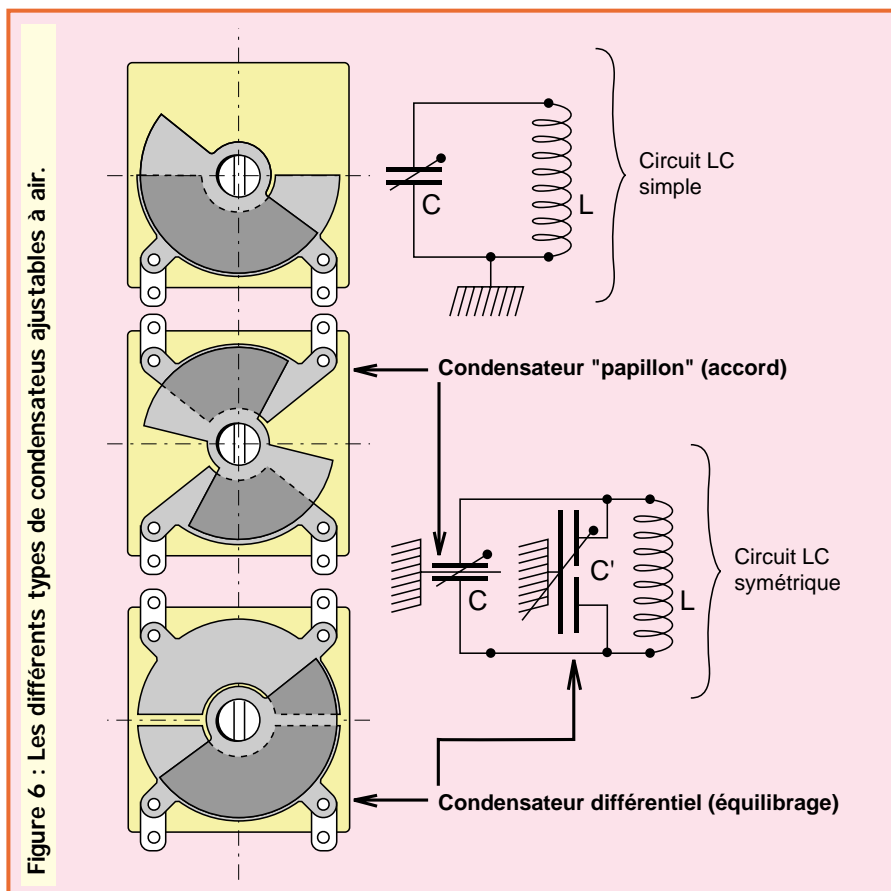 Figure 6 : Les différents types de condensateus ajustables à air.
C
L
Circuit LC
simple
Condensateur "papillon" (accord)
C
C'
L
Circuit LC
symétrique
Condensateur différentiel (équilibrage)